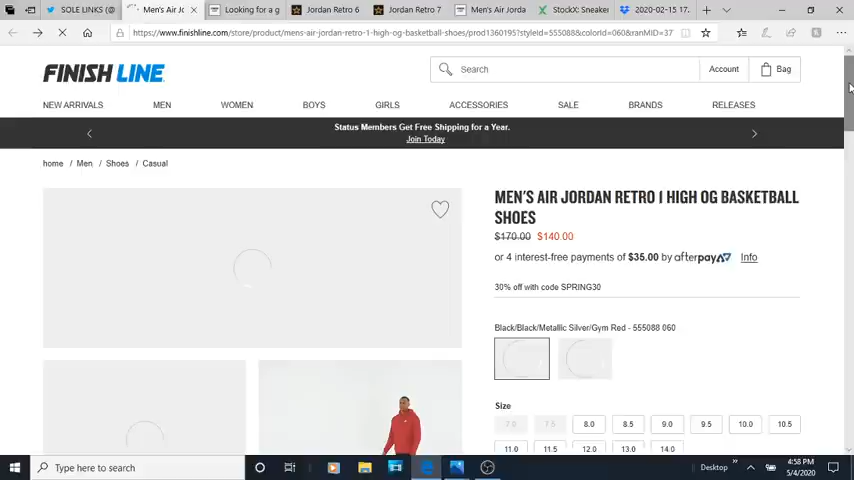 SOLE LINKS (@
Men's Air Jo
Looking for a g
Jordan Retro 6
Jordan Retro 7
Men's Air Jorda
StockX: Sneaker
2020-02-15 17.
https://www.finishline.com/store/product/mens-air-jordan-retro-1-high-og-basketball-shoes/prod1360195?styleId=555088&colorId=060&ranMID=37
FINISH LINE
Search
Account
Bag
NEW ARRIVALS MEN WOMEN BOYS GIRLS ACCESSORIES SALE BRANDS RELEASES
Status Members Get Free Shipping for a Year.
Join Today
home / Men / Shoes / Casual
MEN'S AIR JORDAN RETRO 1 HIGH OG BASKETBALL
SHOES
$170.00 $140.00
or 4 interest-free payments of $35.00 by afterpay Info
30% off with code SPRING30
Black/Black/Metallic Silver/Gym Red - 555088 060
Size
7.0 7.5 8.0 8.5 9.0 9.5 10.0 10.5
11.0 11.5 12.0 13.0 14.0
Type here to search
Desktop
4:58 PM
5/4/2020